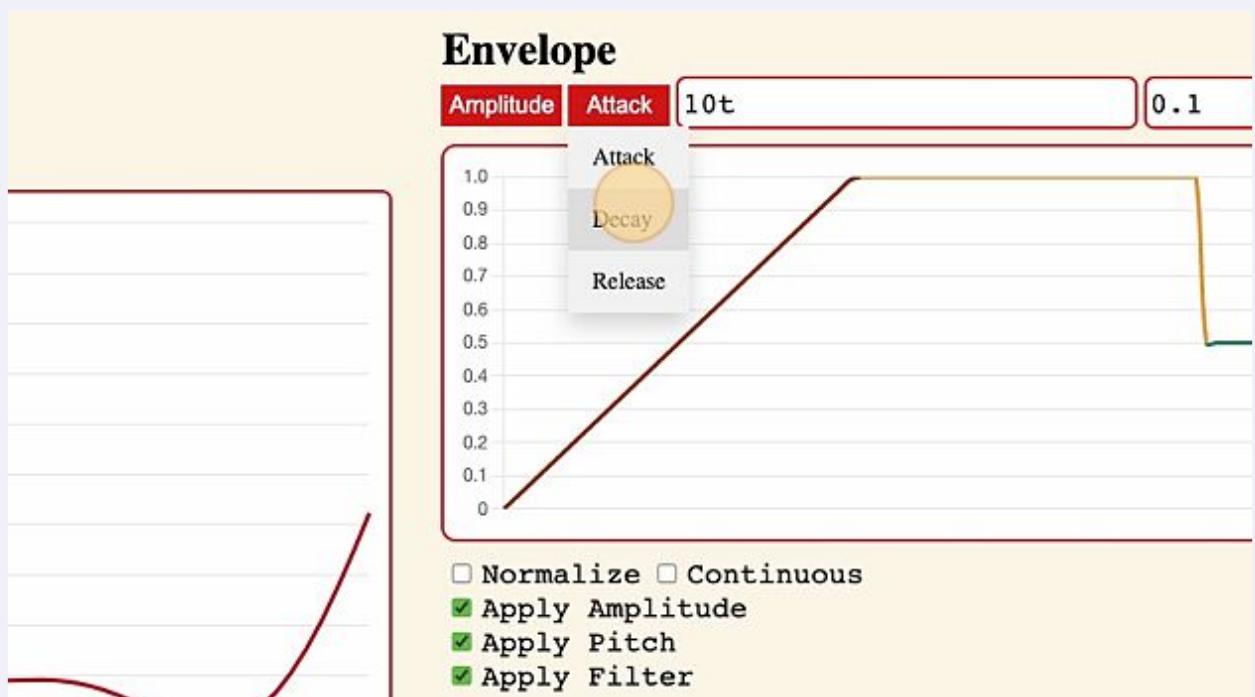 Envelope
Amplitude Attack 10t 0.1
Attack
Decay
Release
1.0
0.9
0.8
0.7
0.6
0.5
0.4
0.3
0.2
0.1
0
Normalize Continuous
Apply Amplitude
Apply Pitch
Apply Filter